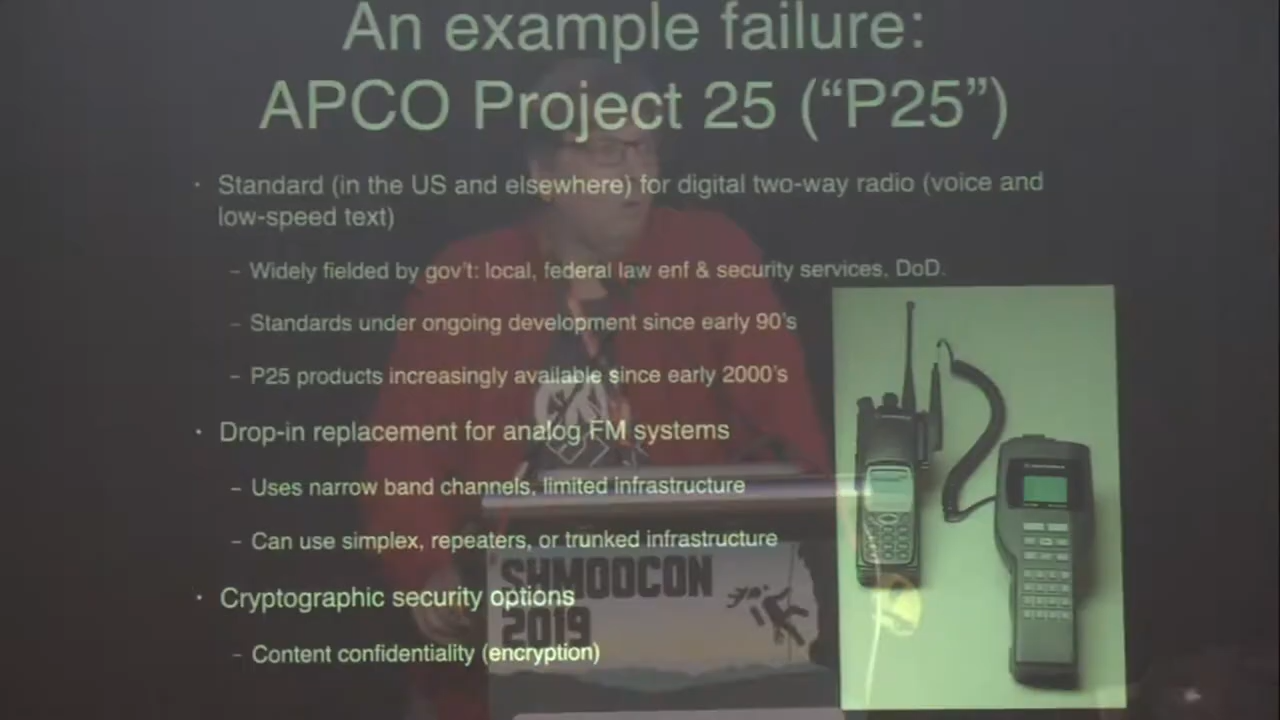 An example failure:
APCO Project 25 (“P25”)
· Standard (in the US and elsewhere) for digital two-way radio (voice and
low-speed text)
– Widely fielded by gov't: local, federal law enf & security services, DoD.
– Standards under ongoing development since early 90's
– P25 products increasingly available since early 2000's
· Drop-in replacement for analog FM systems
– Uses narrow band channels, limited infrastructure
– Can use simplex, repeaters, or trunked infrastructure
· Cryptographic security options
– Content confidentiality (encryption)
SHMOOCON
2019